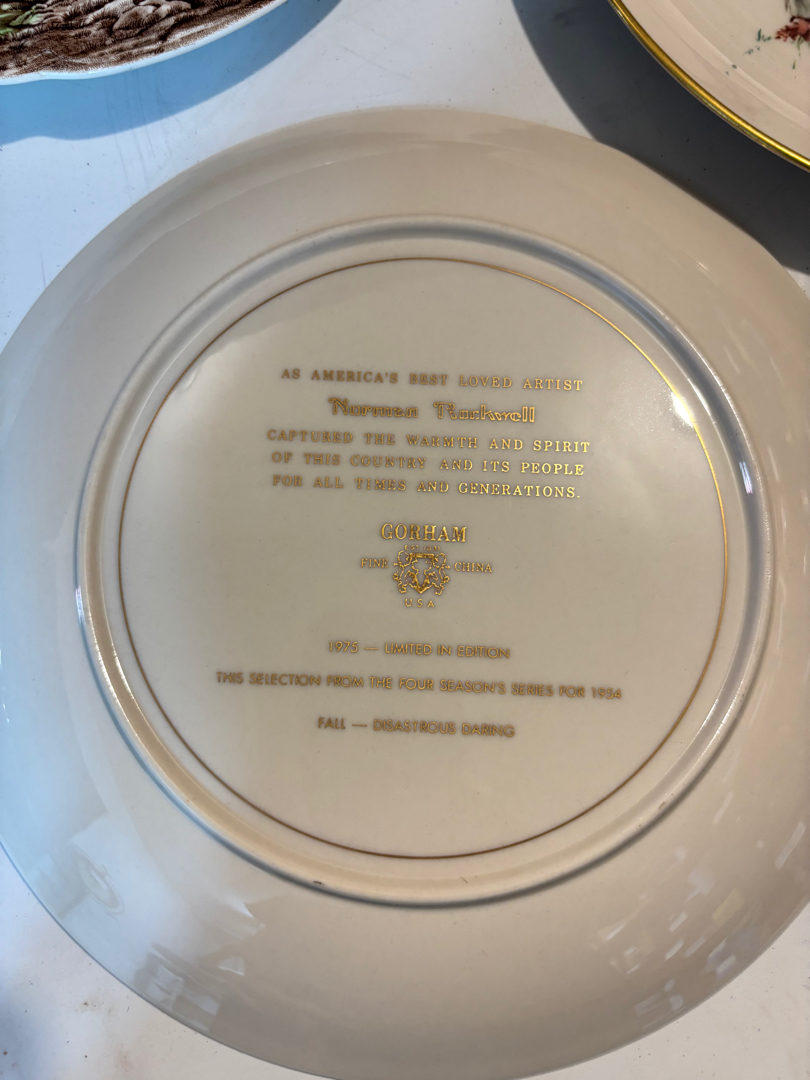 AS AMERICA'S BEST LOVED ARTIST
Norman Rockwell
CAPTURED THE WARMTH AND SPIRIT
OF THIS COUNTRY AND ITS PEOPLE
FOR ALL TIMES AND GENERATIONS.
GORHAM
FINE CHINA
USA
1975 — LIMITED IN EDITION
THIS SELECTION FROM THE FOUR SEASON'S SERIES FOR 1954
FALL — DISASTROUS DARING